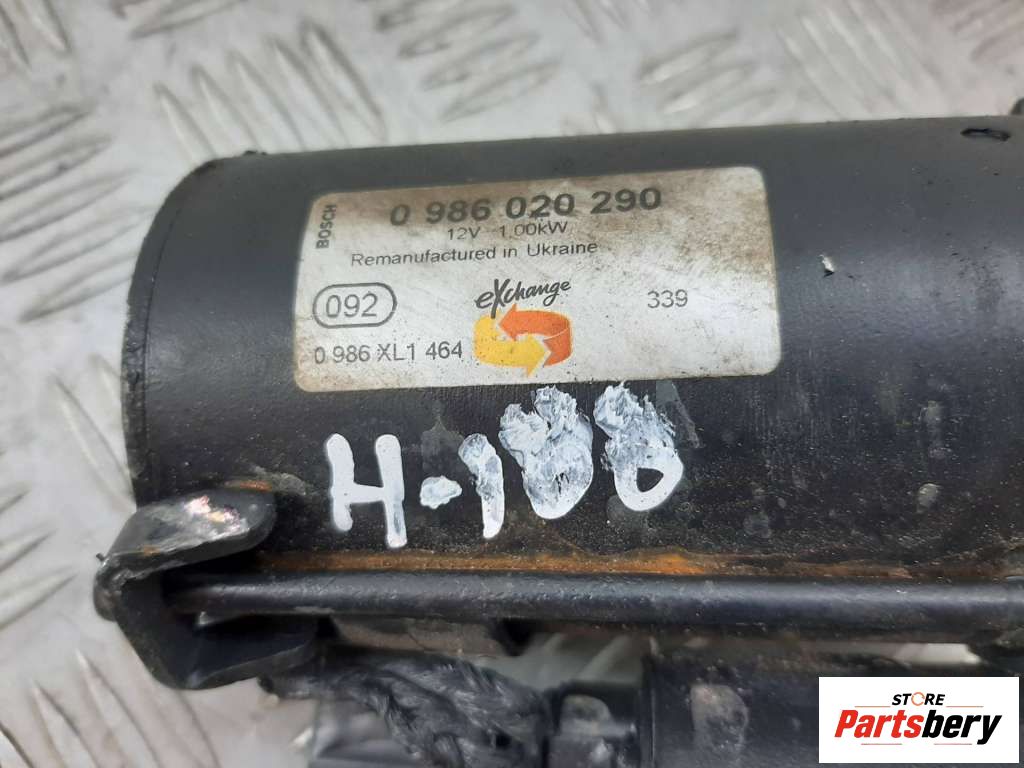 BOSCH
0 986 020 290
12V 1,00kW
Remanufactured in Ukraine
092
eXchange
339
0 986 XL1 464
H-188
STORE
Partsbery